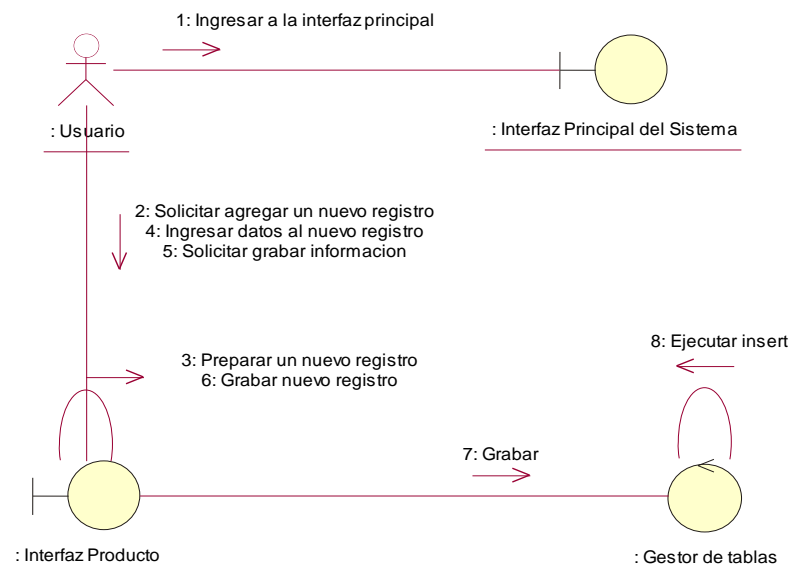 1: Ingresar a la interfaz principal
: Usuario
: Interfaz Principal del Sistema
2: Solicitar agregar un nuevo registro
4: Ingresar datos al nuevo registro
5: Solicitar grabar informacion
8: Ejecutar insert
3: Preparar un nuevo registro
6: Grabar nuevo registro
7: Grabar
: Interfaz Producto
: Gestor de tablas